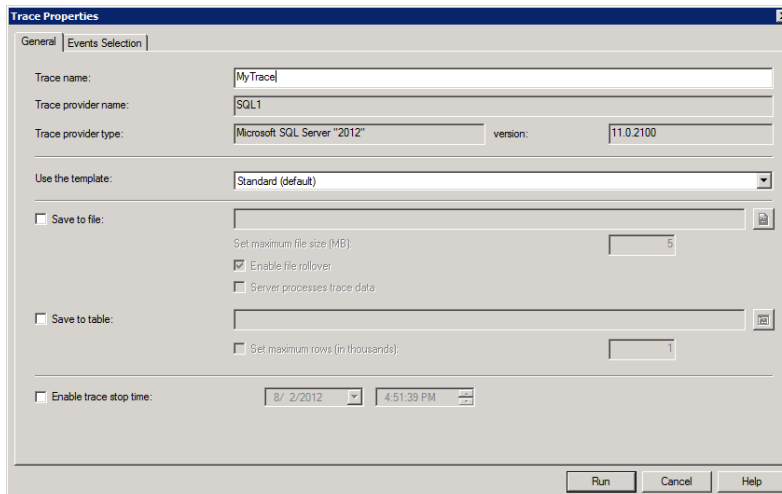 Trace Properties
General Events Selection
Trace name: MyTrace
Trace provider name: SQL1
Trace provider type: Microsoft SQL Server "2012" version: 11.0.2100
Use the template: Standard (default)
Save to file:
Set maximum file size (MB): 5
Enable file rollover
Server processes trace data
Save to table:
Set maximum rows (in thousands): 1
Enable trace stop time: 8/ 2/2012 4:51:39 PM
Run Cancel Help